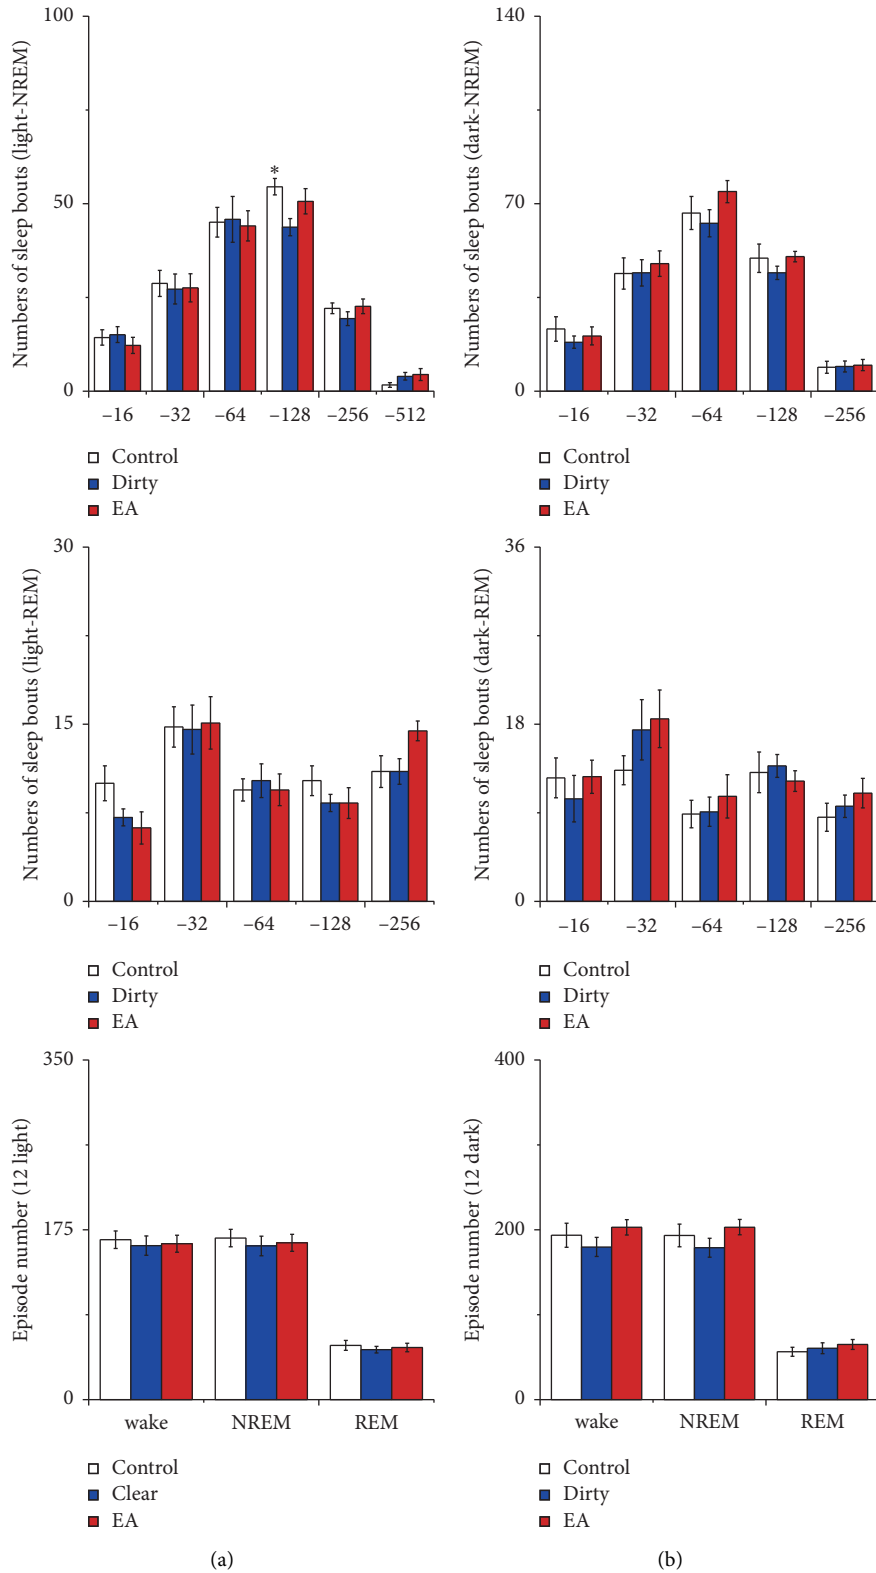 Numbers of sleep bouts (light-NREM)
100
50
0
*
–16 –32 –64 –128 –256 –512
Control
Dirty
EA
Numbers of sleep bouts (dark-NREM)
140
70
0
–16 –32 –64 –128 –256
Control
Dirty
EA
Numbers of sleep bouts (light-REM)
30
15
0
–16 –32 –64 –128 –256
Control
Dirty
EA
Numbers of sleep bouts (dark-REM)
36
18
0
–16 –32 –64 –128 –256
Control
Dirty
EA
Episode number (12 light)
350
175
0
wake NREM REM
Control
Clear
EA
(a)
Episode number (12 dark)
400
200
0
wake NREM REM
Control
Dirty
EA
(b)